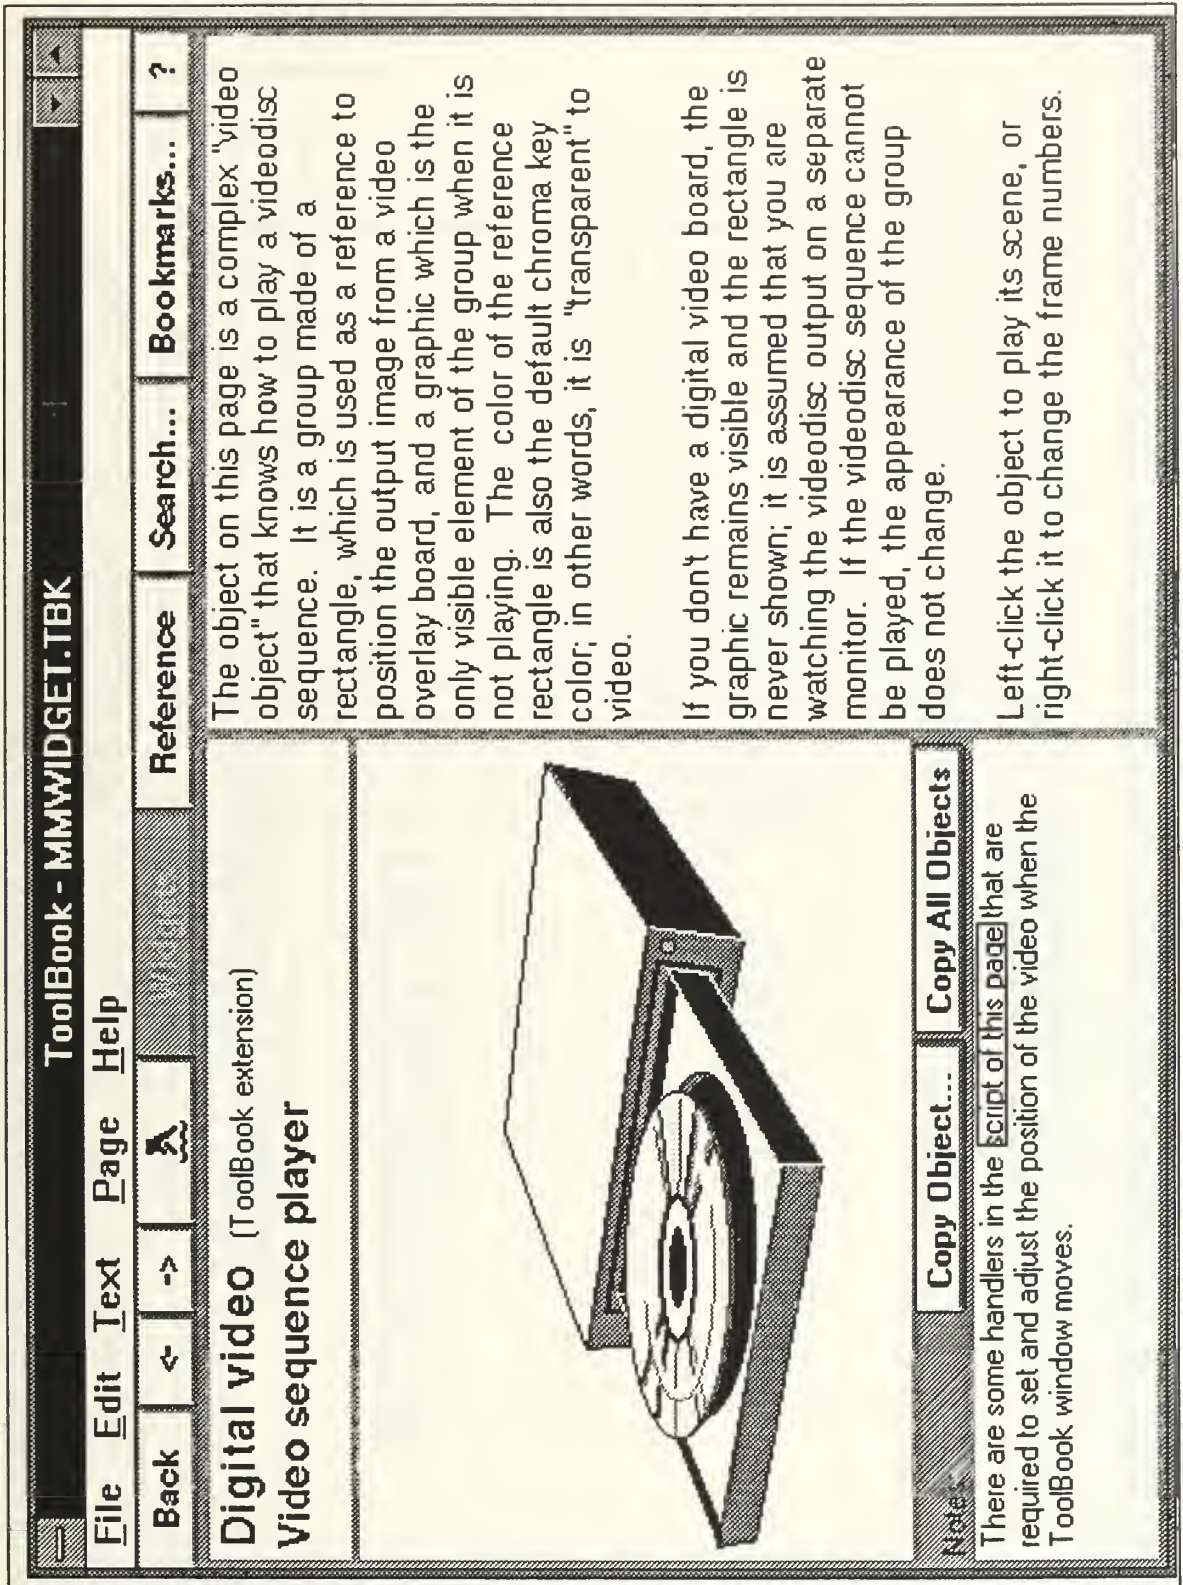 ToolBook - MMWIDGET.TBK
File Edit Text Page Help
Back <- -> Widgets Reference Search... Bookmarks... ?
Digital video (ToolBook extension)
Video sequence player
Copy Object... Copy All Objects
Notes:
There are some handlers in the script of this page that are
required to set and adjust the position of the video when the
ToolBook window moves.
The object on this page is a complex "video
object" that knows how to play a videodisc
sequence. It is a group made of a
rectangle, which is used as a reference to
position the output image from a video
overlay board, and a graphic which is the
only visible element of the group when it is
not playing. The color of the reference
rectangle is also the default chroma key
color; in other words, it is "transparent" to
video.
If you don't have a digital video board, the
graphic remains visible and the rectangle is
never shown; it is assumed that you are
watching the videodisc output on a separate
monitor. If the videodisc sequence cannot
be played, the appearance of the group
does not change.
Left-click the object to play its scene, or
right-click it to change the frame numbers.